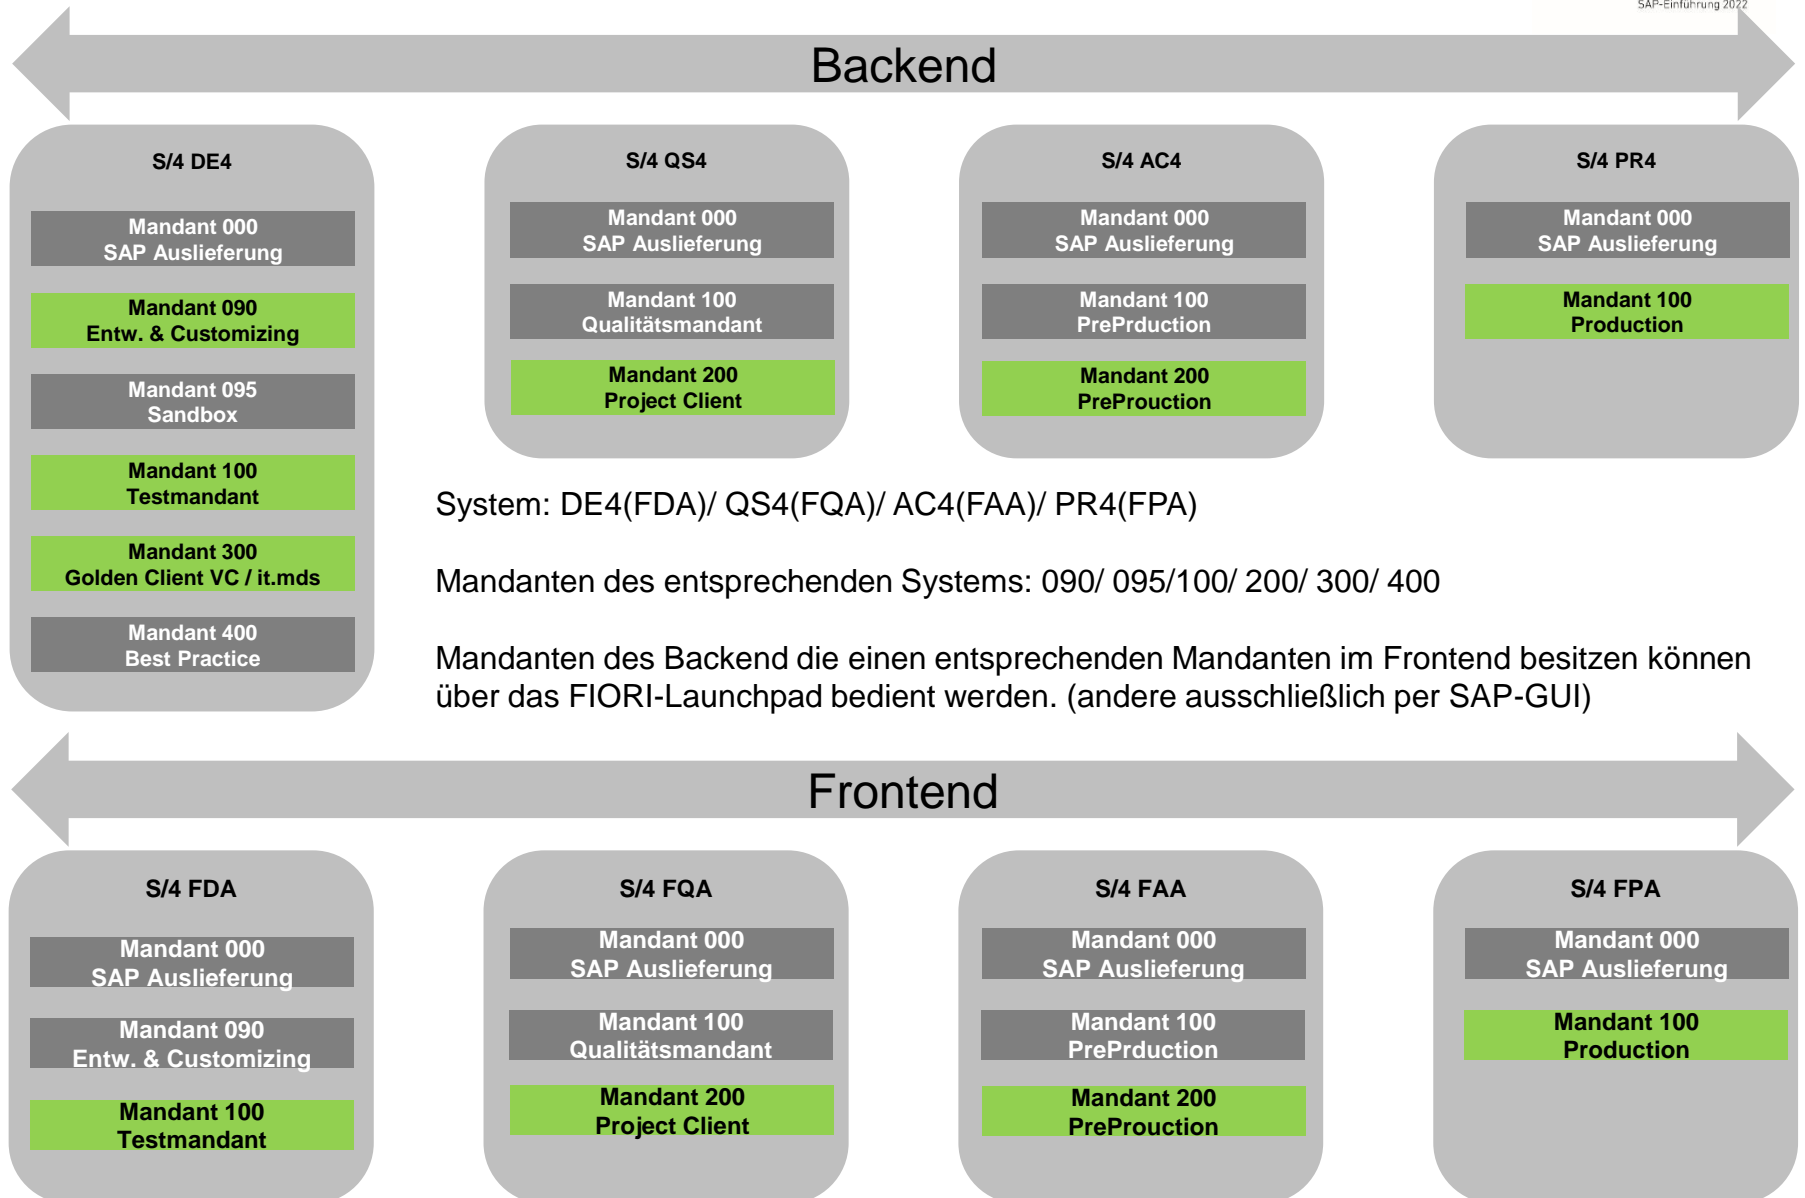 SAP-Einführung 2022
Backend
S/4 DE4
Mandant 000
SAP Auslieferung
Mandant 090
Entw. & Customizing
Mandant 095
Sandbox
Mandant 100
Testmandant
Mandant 300
Golden Client VC / it.mds
Mandant 400
Best Practice
S/4 QS4
Mandant 000
SAP Auslieferung
Mandant 100
Qualitätsmandant
Mandant 200
Project Client
S/4 AC4
Mandant 000
SAP Auslieferung
Mandant 100
PrePrduction
Mandant 200
PreProuction
S/4 PR4
Mandant 000
SAP Auslieferung
Mandant 100
Production
System: DE4(FDA)/ QS4(FQA)/ AC4(FAA)/ PR4(FPA)
Mandanten des entsprechenden Systems: 090/ 095/100/ 200/ 300/ 400
Mandanten des Backend die einen entsprechenden Mandanten im Frontend besitzen können
über das FIORI-Launchpad bedient werden. (andere ausschließlich per SAP-GUI)
Frontend
S/4 FDA
Mandant 000
SAP Auslieferung
Mandant 090
Entw. & Customizing
Mandant 100
Testmandant
S/4 FQA
Mandant 000
SAP Auslieferung
Mandant 100
Qualitätsmandant
Mandant 200
Project Client
S/4 FAA
Mandant 000
SAP Auslieferung
Mandant 100
PrePrduction
Mandant 200
PreProuction
S/4 FPA
Mandant 000
SAP Auslieferung
Mandant 100
Production